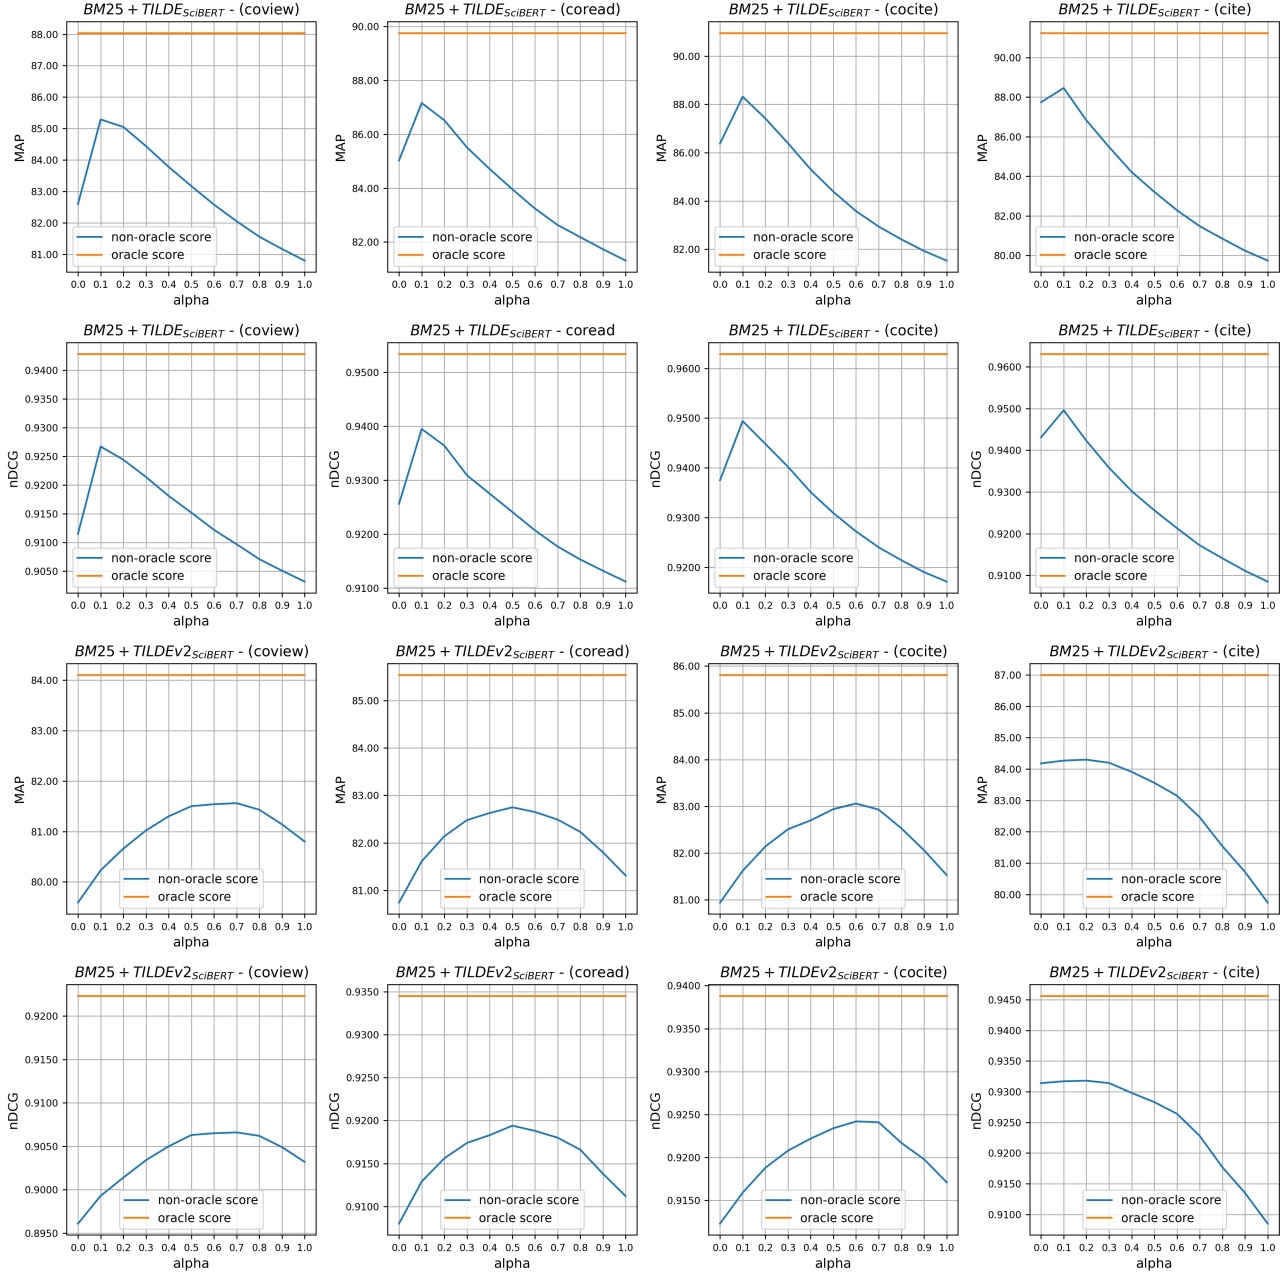 BM25 + TILDE_SciBERT - (coview)
88.00
87.00
86.00
85.00
84.00
83.00
82.00
81.00
MAP
non-oracle score
oracle score
0.0 0.1 0.2 0.3 0.4 0.5 0.6 0.7 0.8 0.9 1.0
alpha
BM25 + TILDE_SciBERT - (coread)
90.00
88.00
86.00
84.00
82.00
MAP
non-oracle score
oracle score
0.0 0.1 0.2 0.3 0.4 0.5 0.6 0.7 0.8 0.9 1.0
alpha
BM25 + TILDE_SciBERT - (cocite)
90.00
88.00
86.00
84.00
82.00
MAP
non-oracle score
oracle score
0.0 0.1 0.2 0.3 0.4 0.5 0.6 0.7 0.8 0.9 1.0
alpha
BM25 + TILDE_SciBERT - (cite)
90.00
88.00
86.00
84.00
82.00
80.00
MAP
non-oracle score
oracle score
0.0 0.1 0.2 0.3 0.4 0.5 0.6 0.7 0.8 0.9 1.0
alpha
BM25 + TILDE_SciBERT - (coview)
0.9400
0.9350
0.9300
0.9250
0.9200
0.9150
0.9100
0.9050
nDCG
non-oracle score
oracle score
0.0 0.1 0.2 0.3 0.4 0.5 0.6 0.7 0.8 0.9 1.0
alpha
BM25 + TILDE_SciBERT - coread
0.9500
0.9400
0.9300
0.9200
0.9100
nDCG
non-oracle score
oracle score
0.0 0.1 0.2 0.3 0.4 0.5 0.6 0.7 0.8 0.9 1.0
alpha
BM25 + TILDE_SciBERT - (cocite)
0.9600
0.9500
0.9400
0.9300
0.9200
nDCG
non-oracle score
oracle score
0.0 0.1 0.2 0.3 0.4 0.5 0.6 0.7 0.8 0.9 1.0
alpha
BM25 + TILDE_SciBERT - (cite)
0.9600
0.9500
0.9400
0.9300
0.9200
0.9100
nDCG
non-oracle score
oracle score
0.0 0.1 0.2 0.3 0.4 0.5 0.6 0.7 0.8 0.9 1.0
alpha
BM25 + TILDEv2_SciBERT - (coview)
84.00
83.00
82.00
81.00
80.00
MAP
non-oracle score
oracle score
0.0 0.1 0.2 0.3 0.4 0.5 0.6 0.7 0.8 0.9 1.0
alpha
BM25 + TILDEv2_SciBERT - (coread)
85.00
84.00
83.00
82.00
81.00
MAP
non-oracle score
oracle score
0.0 0.1 0.2 0.3 0.4 0.5 0.6 0.7 0.8 0.9 1.0
alpha
BM25 + TILDEv2_SciBERT - (cocite)
86.00
85.00
84.00
83.00
82.00
81.00
MAP
non-oracle score
oracle score
0.0 0.1 0.2 0.3 0.4 0.5 0.6 0.7 0.8 0.9 1.0
alpha
BM25 + TILDEv2_SciBERT - (cite)
87.00
86.00
85.00
84.00
83.00
82.00
81.00
80.00
MAP
non-oracle score
oracle score
0.0 0.1 0.2 0.3 0.4 0.5 0.6 0.7 0.8 0.9 1.0
alpha
BM25 + TILDEv2_SciBERT - (coview)
0.9200
0.9150
0.9100
0.9050
0.9000
0.8950
nDCG
non-oracle score
oracle score
0.0 0.1 0.2 0.3 0.4 0.5 0.6 0.7 0.8 0.9 1.0
alpha
BM25 + TILDEv2_SciBERT - (coread)
0.9350
0.9300
0.9250
0.9200
0.9150
0.9100
nDCG
non-oracle score
oracle score
0.0 0.1 0.2 0.3 0.4 0.5 0.6 0.7 0.8 0.9 1.0
alpha
BM25 + TILDEv2_SciBERT - (cocite)
0.9400
0.9350
0.9300
0.9250
0.9200
0.9150
nDCG
non-oracle score
oracle score
0.0 0.1 0.2 0.3 0.4 0.5 0.6 0.7 0.8 0.9 1.0
alpha
BM25 + TILDEv2_SciBERT - (cite)
0.9450
0.9400
0.9350
0.9300
0.9250
0.9200
0.9150
0.9100
nDCG
non-oracle score
oracle score
0.0 0.1 0.2 0.3 0.4 0.5 0.6 0.7 0.8 0.9 1.0
alpha